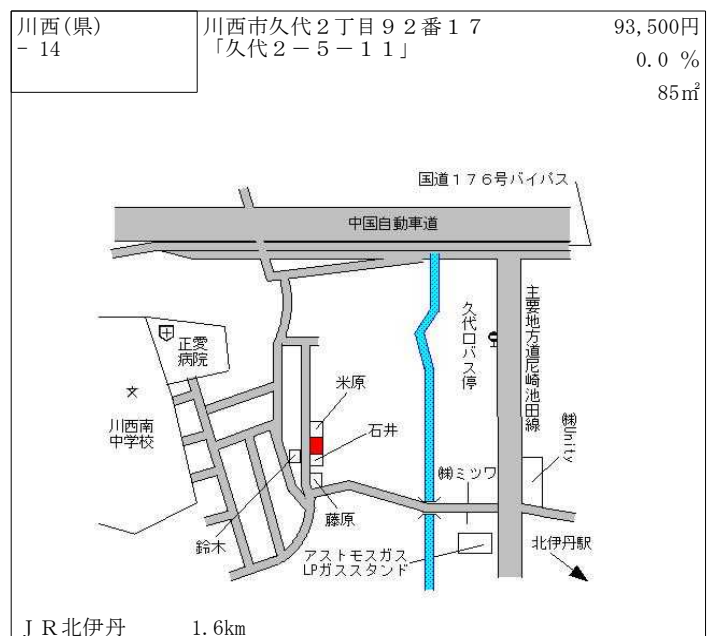 川西(県)
- 14
川西市久代２丁目９２番１７
「久代２－５－１１」
93,500円
0.0 %
85㎡
国道１７６号バイパス
中国自動車道
主要地方道尼崎池田線
久代口バス停
正愛
病院
川西南
中学校
米原
石井
㈱Unity
㈱ミツワ
藤原
鈴木
アストモスガス
LPガススタンド
北伊丹駅
ＪＲ北伊丹
1.6km